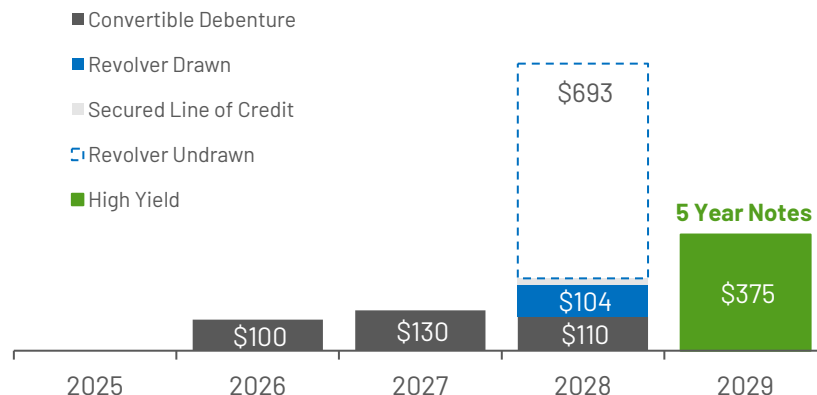 Convertible Debenture
Revolver Drawn
Secured Line of Credit
Revolver Undrawn
High Yield
$693
5 Year Notes
$100
$130
$104
$110
$375
2025
2026
2027
2028
2029